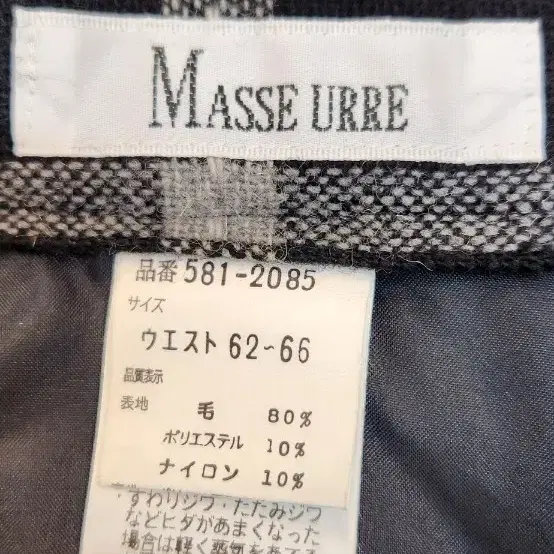 MASSE URRE
品番 581-2085
サイズ
ウエスト 62~66
品質表示
表地 毛 80%
ポリエステル 10%
ナイロン 10%
すわりジワ・たたみジワ
などヒダがあまくなった
場合は軽く蒸気をあてる